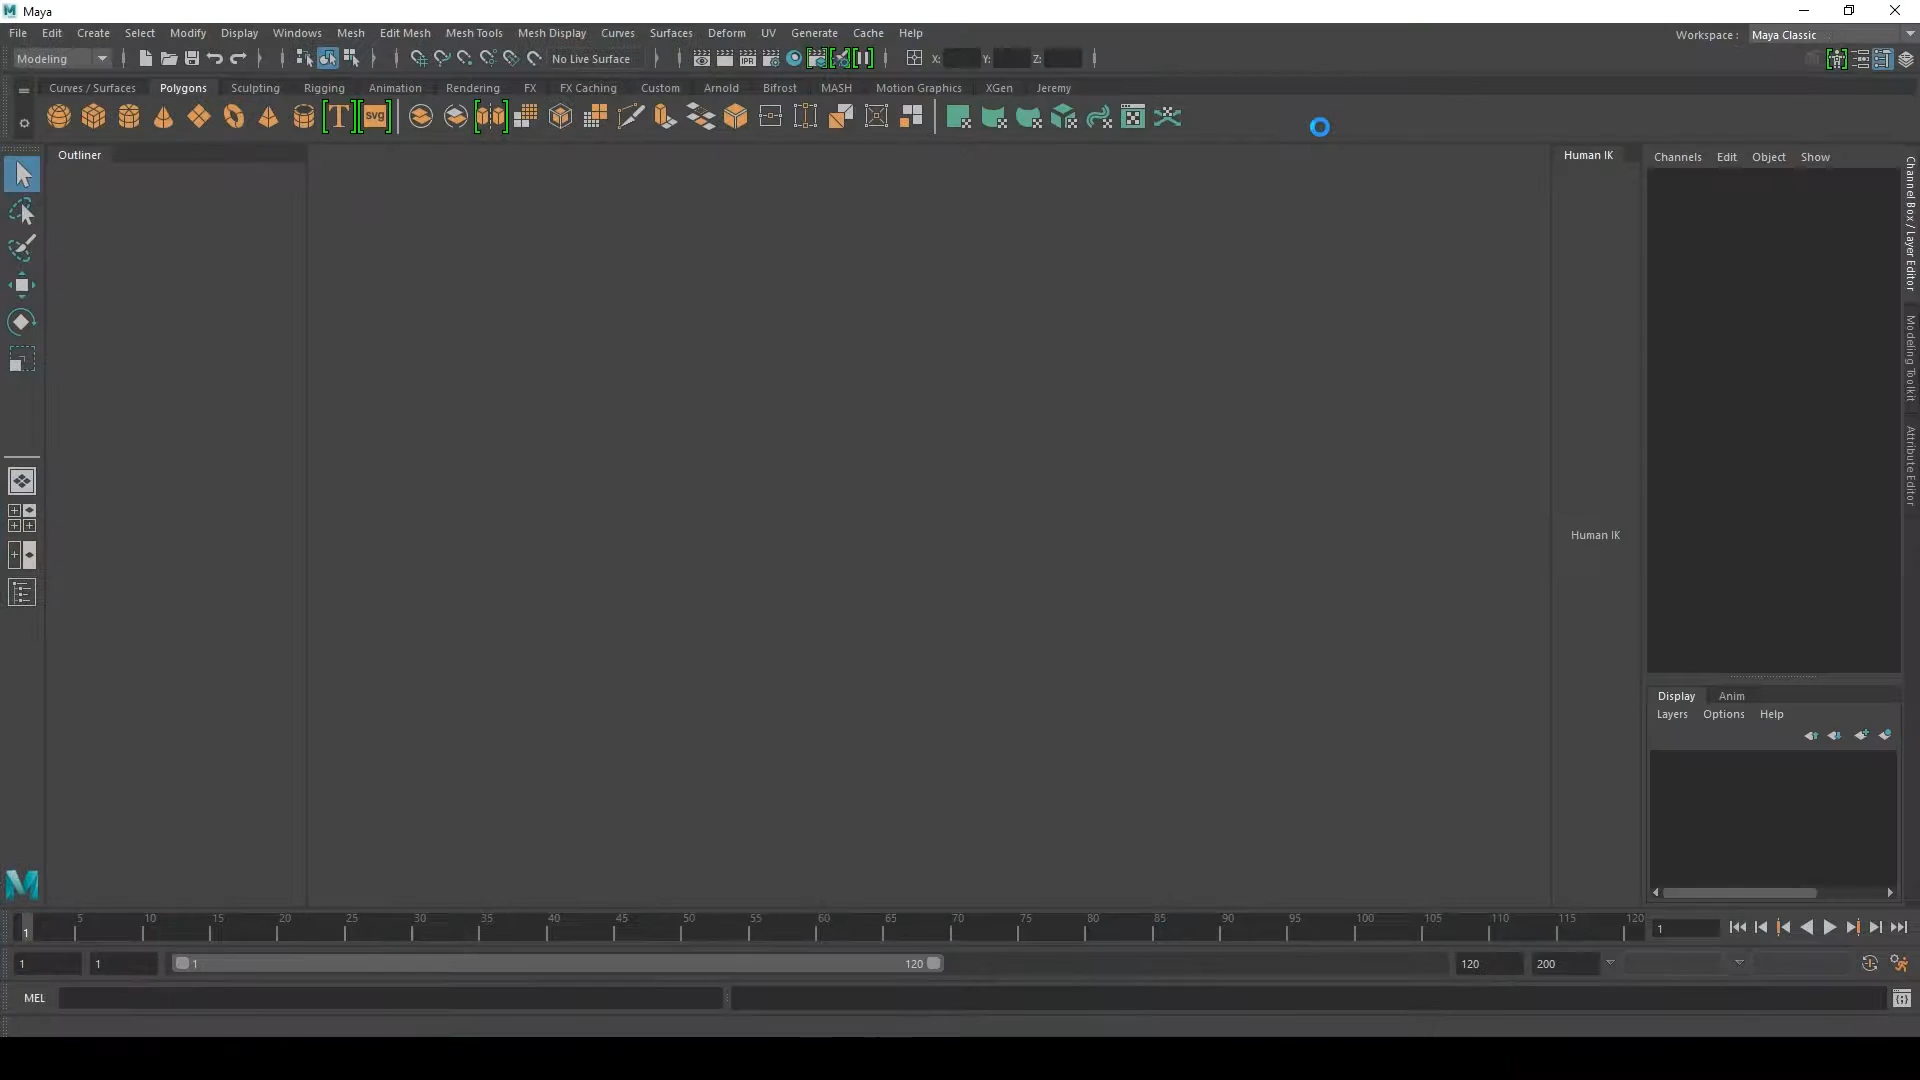 Maya
File Edit Create Select Modify Display Windows Mesh Edit Mesh Mesh Tools Mesh Display Curves Surfaces Deform UV Generate Cache Help
Workspace : Maya Classic
Modeling No Live Surface IPR X: Y: Z:
Curves / Surfaces Polygons Sculpting Rigging Animation Rendering FX FX Caching Custom Arnold Bifrost MASH Motion Graphics XGen Jeremy
T svg
Outliner
Human IK
Channels Edit Object Show
Channel Box / Layer Editor
Modeling Toolkit
Attribute Editor
Human IK
Display Anim
Layers Options Help
5 10 15 20 25 30 35 40 45 50 55 60 65 70 75 80 85 90 95 100 105 110 115 120
1 1
1 1 1 120 120 200
MEL